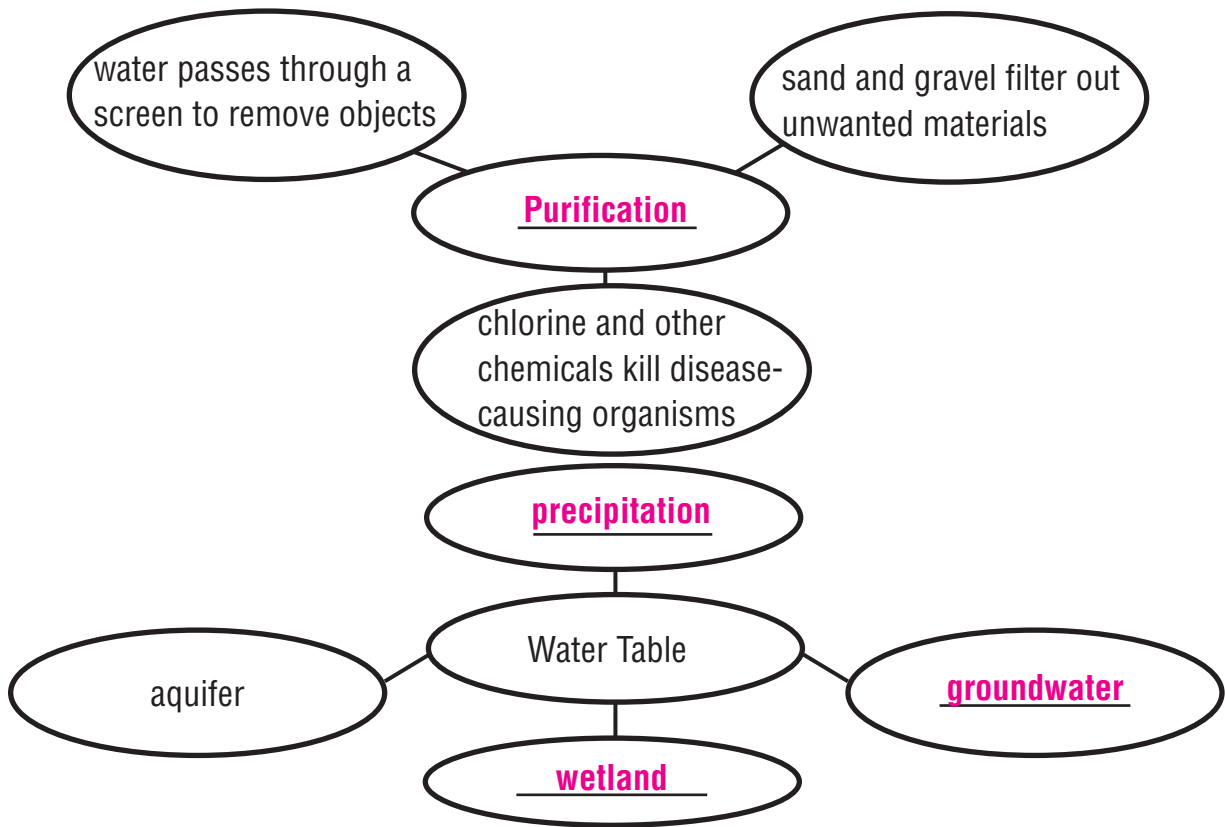 water passes through a
screen to remove objects
sand and gravel filter out
unwanted materials
Purification
chlorine and other
chemicals kill disease-
causing organisms
precipitation
Water Table
aquifer
groundwater
wetland